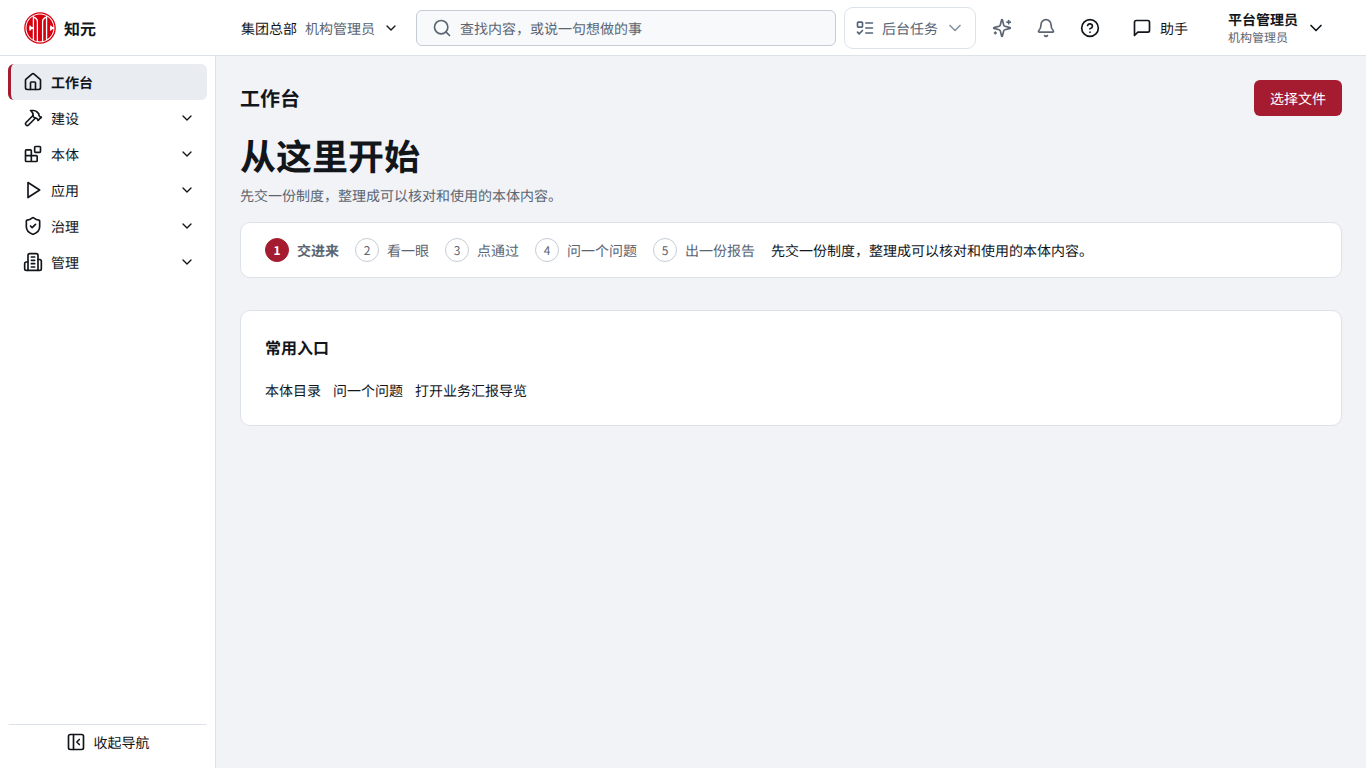 知元
集团总部 机构管理员
查找内容，或说一句想做的事
后台任务
助手
平台管理员
机构管理员
工作台
建设
本体
应用
治理
管理
收起导航
工作台
选择文件
从这里开始
先交一份制度，整理成可以核对和使用的本体内容。
1 交进来 2 看一眼 3 点通过 4 问一个问题 5 出一份报告 先交一份制度，整理成可以核对和使用的本体内容。
常用入口
本体目录 问一个问题 打开业务汇报导览